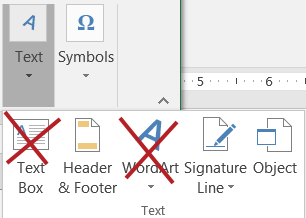 Text Symbols
5 6
Text Header WordArt Signature Object
Box & Footer Line
Text